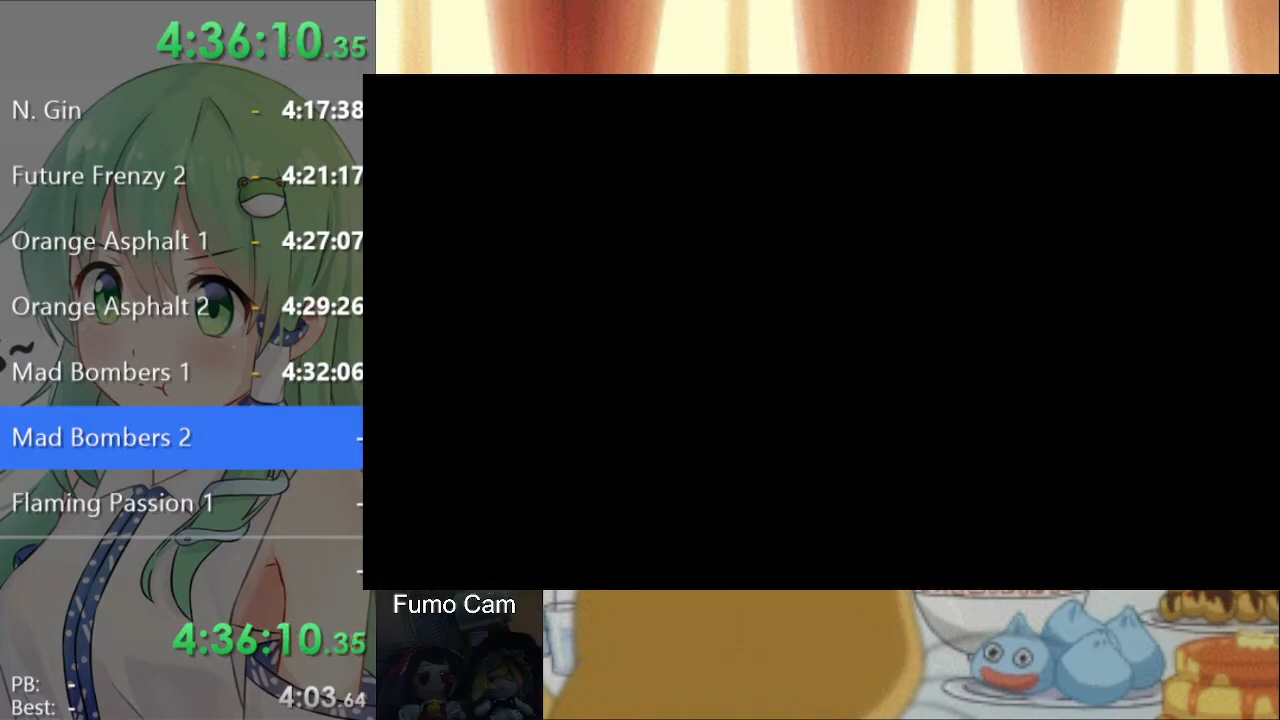 4:36:10.35
N. Gin - 4:17:38
Future Frenzy 2 - 4:21:17
Orange Asphalt 1 - 4:27:07
Orange Asphalt 2 - 4:29:26
Mad Bombers 1 - 4:32:06
Mad Bombers 2 -
Flaming Passion 1 -
-
4:36:10.35
PB: -
Best: -
4:03.64
Fumo Cam